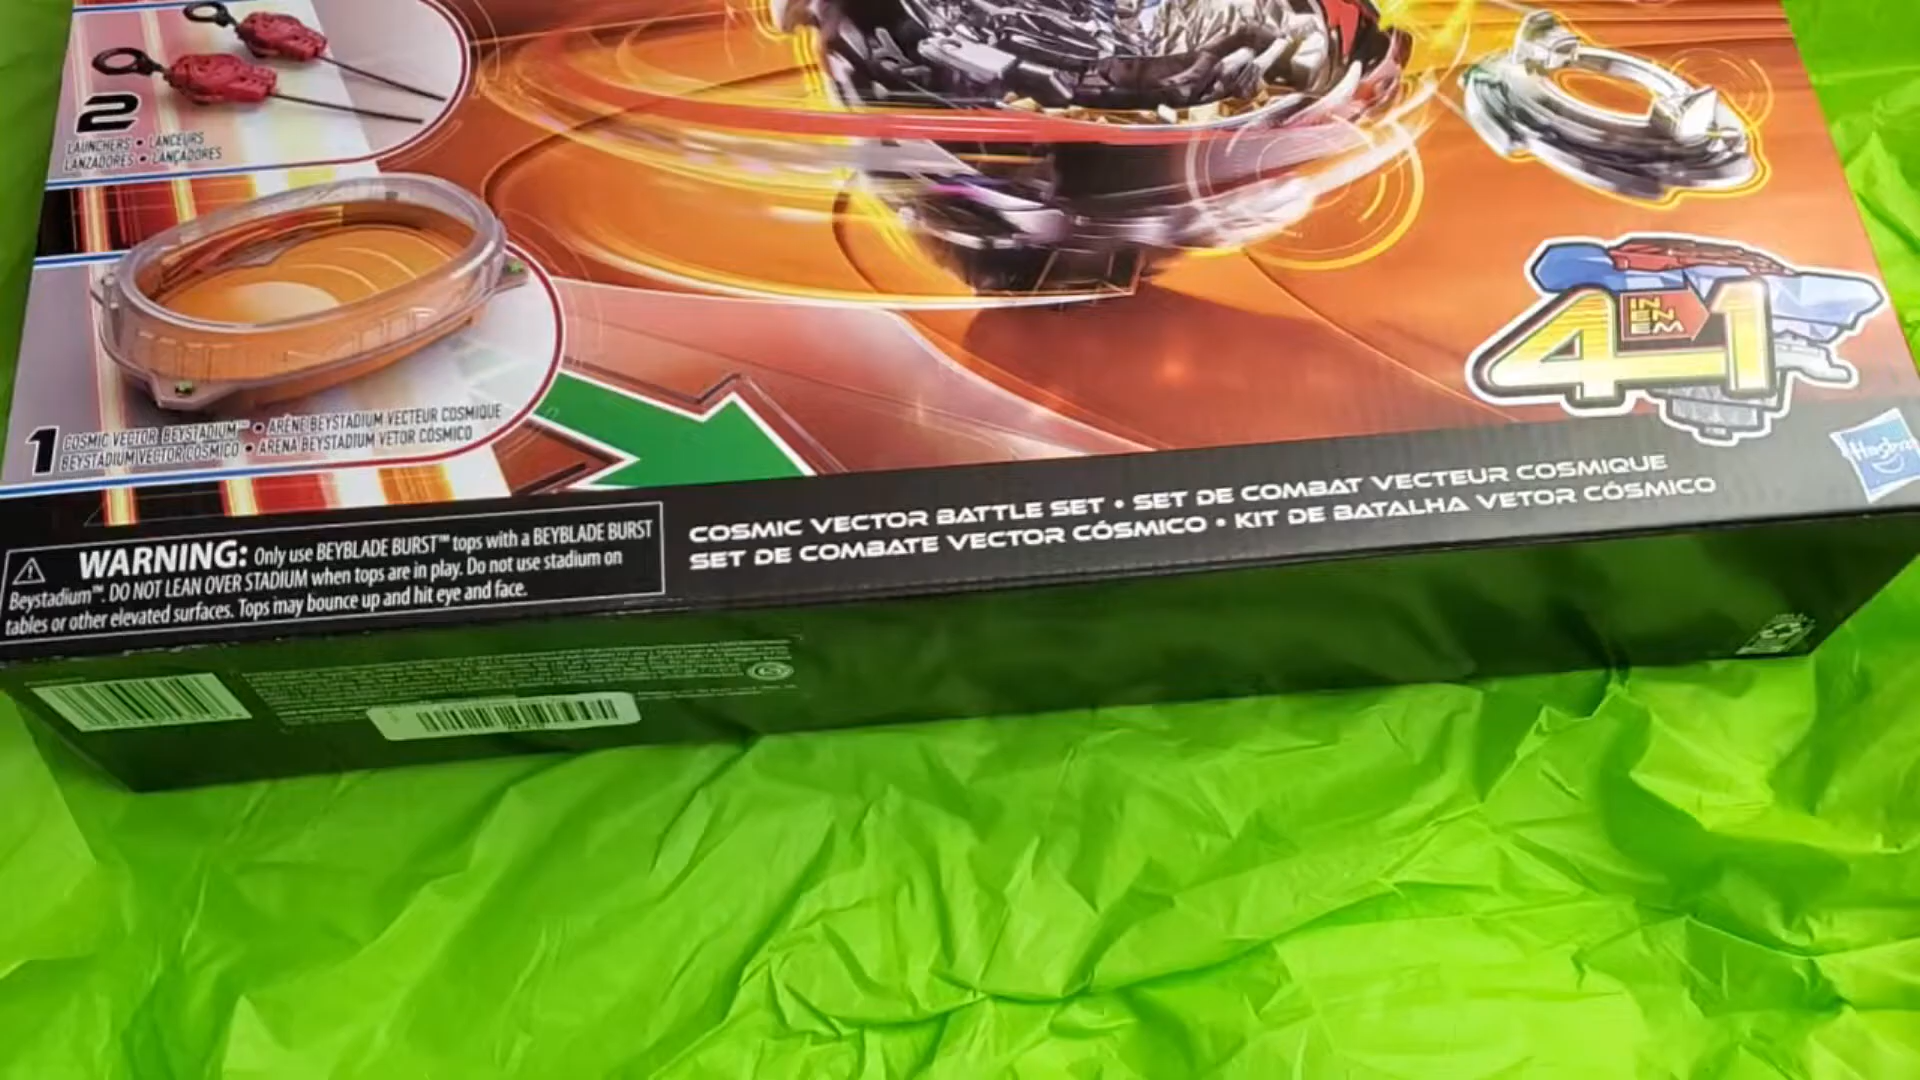 2
LAUNCHERS • LANCEURS
LANZADORES • LANÇADORES
1
COSMIC VECTOR BEYSTADIUM™ • ARÈNE BEYSTADIUM VECTEUR COSMIQUE
BEYSTADIUM VECTOR CÓSMICO • ARENA BEYSTADIUM VETOR CÓSMICO
4 IN EN EM 1
Hasbro
COSMIC VECTOR BATTLE SET • SET DE COMBAT VECTEUR COSMIQUE
SET DE COMBATE VECTOR CÓSMICO • KIT DE BATALHA VETOR CÓSMICO
WARNING: Only use BEYBLADE BURST™ tops with a BEYBLADE BURST
Beystadium™. DO NOT LEAN OVER STADIUM when tops are in play. Do not use stadium on
tables or other elevated surfaces. Tops may bounce up and hit eye and face.